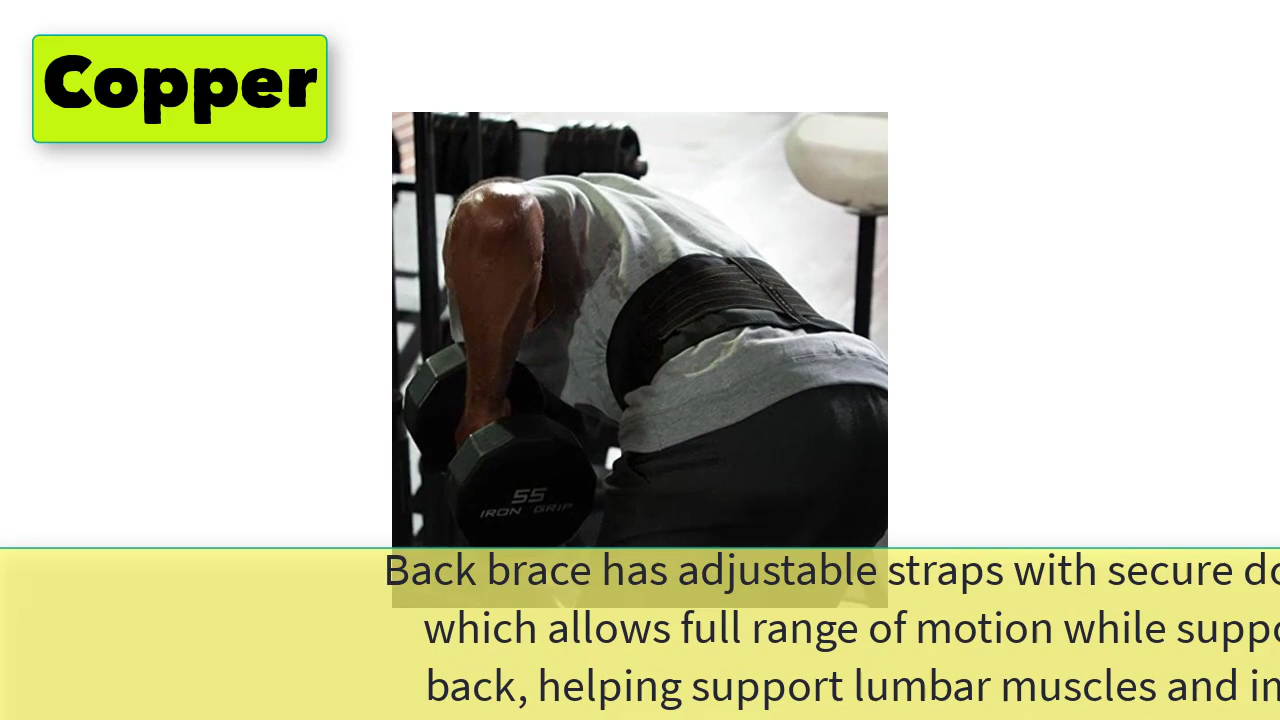 Copper
55
IRON GRIP
Back brace has adjustable straps with secure
which allows full range of motion while
back, helping support lumbar muscles and